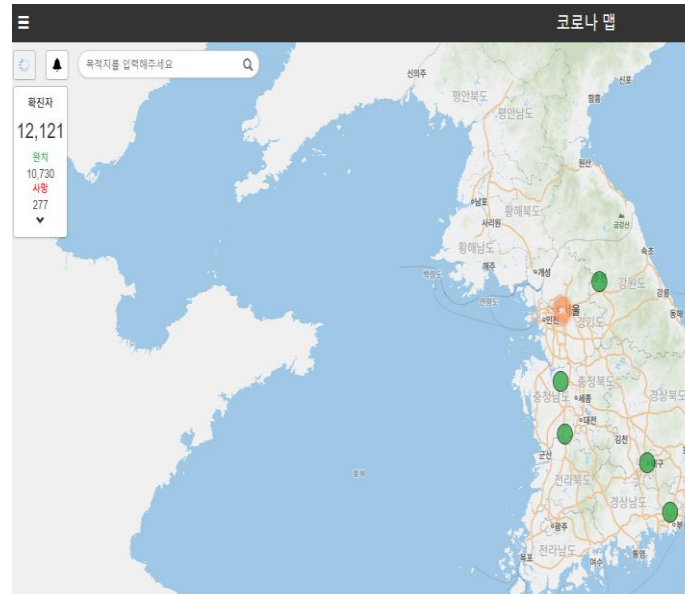 코로나 맵
목적지를 입력해주세요
확진자
12,121
완치
10,730
사망
277
신의주
신포
평안북도
함흥
평안남도
원산
남포
황해북도
사리원
금강산
황해남도
해주
개성
속초
백령도
강원도
연평도
강릉
인천
울
경기도
동해
충청북도
충청남도
세종
경상북도
대전
김천
군산
구
전라북도
경상남도
광주
부
전라남도
목포
여수
통영